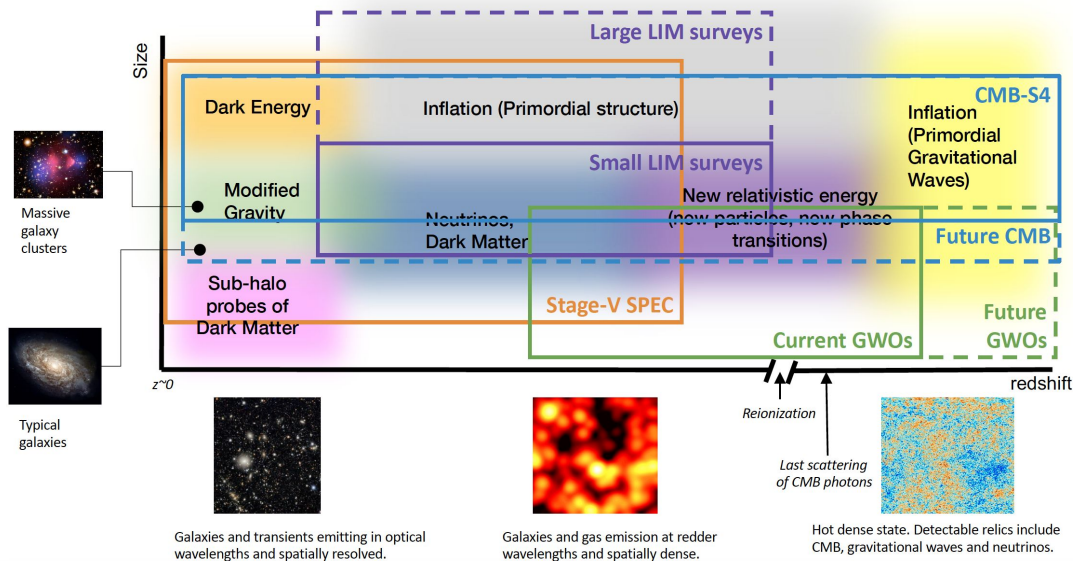 Size
Large LIM surveys
CMB-S4
Dark Energy
Inflation (Primordial structure)
Inflation
(Primordial
Gravitational
Waves)
Small LIM surveys
Massive
galaxy
clusters
Modified
Gravity
New relativistic energy
(new particles, new phase
transitions)
Neutrinos,
Dark Matter
Future CMB
Sub-halo
probes of
Dark Matter
Stage-V SPEC
Future
GWOs
Current GWOs
z~0
redshift
Typical
galaxies
Reionization
Last scattering
of CMB photons
Galaxies and transients emitting in optical
wavelengths and spatially resolved.
Galaxies and gas emission at redder
wavelengths and spatially dense.
Hot dense state. Detectable relics include
CMB, gravitational waves and neutrinos.